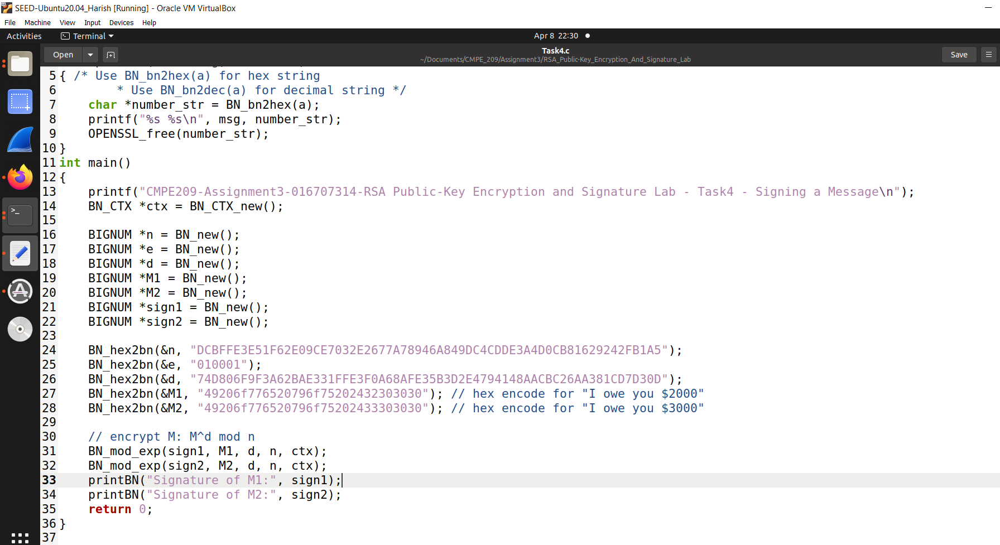 SEED-Ubuntu20.04_Harish [Running] - Oracle VM VirtualBox
File Machine View Input Devices Help
Activities Terminal Apr 8 22:30
Open Task4.c Save
~/Documents/CMPE_209/Assignment3/RSA_Public-Key_Encryption_And_Signature_Lab
5 { /* Use BN_bn2hex(a) for hex string
6         * Use BN_bn2dec(a) for decimal string */
7     char *number_str = BN_bn2hex(a);
8     printf("%s %s\n", msg, number_str);
9     OPENSSL_free(number_str);
10 }
11 int main()
12 {
13     printf("CMPE209-Assignment3-016707314-RSA Public-Key Encryption and Signature Lab - Task4 - Signing a Message\n");
14     BN_CTX *ctx = BN_CTX_new();
15
16     BIGNUM *n = BN_new();
17     BIGNUM *e = BN_new();
18     BIGNUM *d = BN_new();
19     BIGNUM *M1 = BN_new();
20     BIGNUM *M2 = BN_new();
21     BIGNUM *sign1 = BN_new();
22     BIGNUM *sign2 = BN_new();
23
24     BN_hex2bn(&n, "DCBFFE3E51F62E09CE7032E2677A78946A849DC4CDDE3A4D0CB81629242FB1A5");
25     BN_hex2bn(&e, "010001");
26     BN_hex2bn(&d, "74D806F9F3A62BAE331FFE3F0A68AFE35B3D2E4794148AACBC26AA381CD7D30D");
27     BN_hex2bn(&M1, "49206f776520796f75202432303030"); // hex encode for "I owe you $2000"
28     BN_hex2bn(&M2, "49206f776520796f75202433303030"); // hex encode for "I owe you $3000"
29
30     // encrypt M: M^d mod n
31     BN_mod_exp(sign1, M1, d, n, ctx);
32     BN_mod_exp(sign2, M2, d, n, ctx);
33     printBN("Signature of M1:", sign1);
34     printBN("Signature of M2:", sign2);
35     return 0;
36 }
37